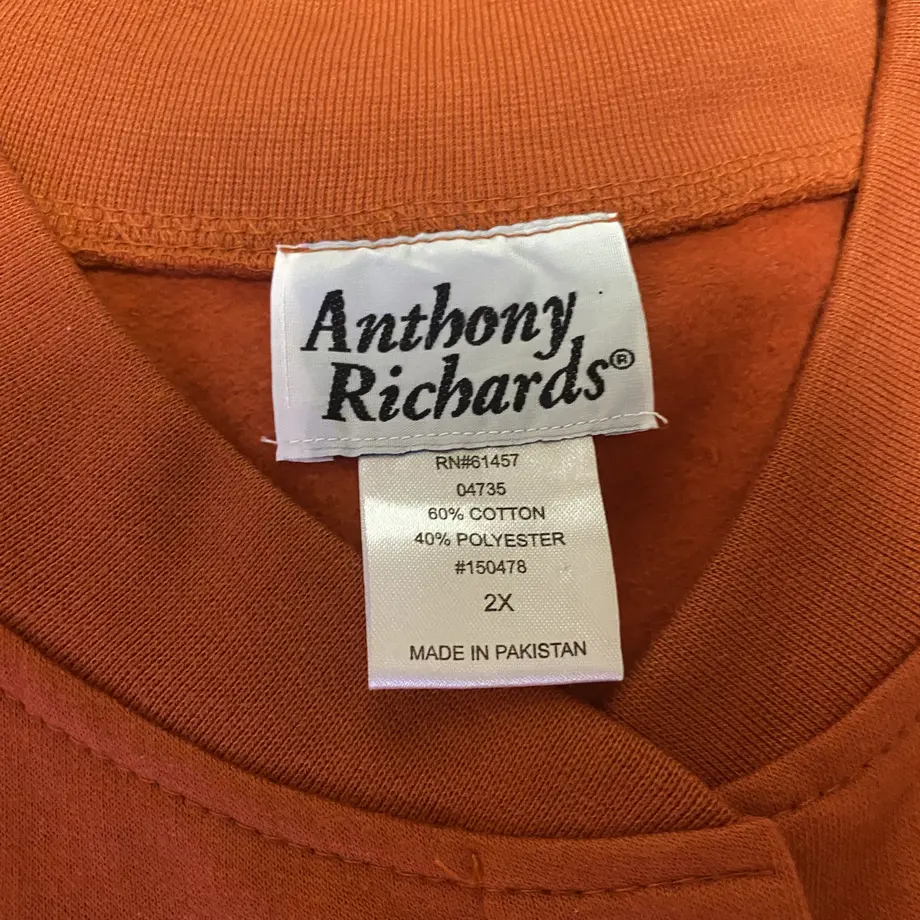 Anthony
Richards®
RN#61457
04735
60% COTTON
40% POLYESTER
#150478
2X
MADE IN PAKISTAN